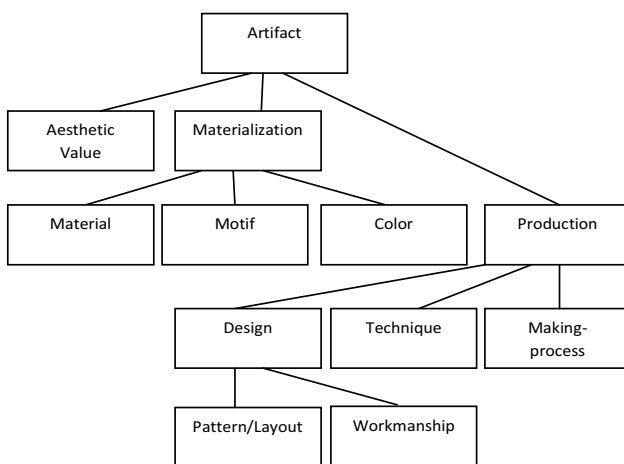 Artifact
Aesthetic
Value
Materialization
Material
Motif
Color
Production
Design
Technique
Making-
process
Pattern/Layout
Workmanship